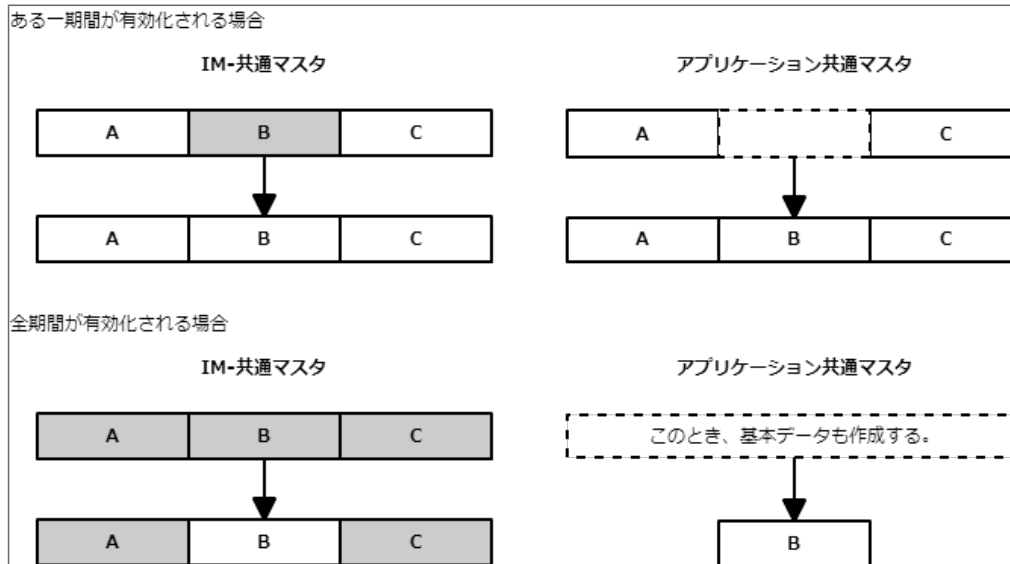 ある一期間が有効化される場合
IM-共通マスタ
アプリケーション共通マスタ
A B C
A C
A B C
A B C
全期間が有効化される場合
IM-共通マスタ
アプリケーション共通マスタ
A B C
このとき、基本データも作成する。
A B C
B